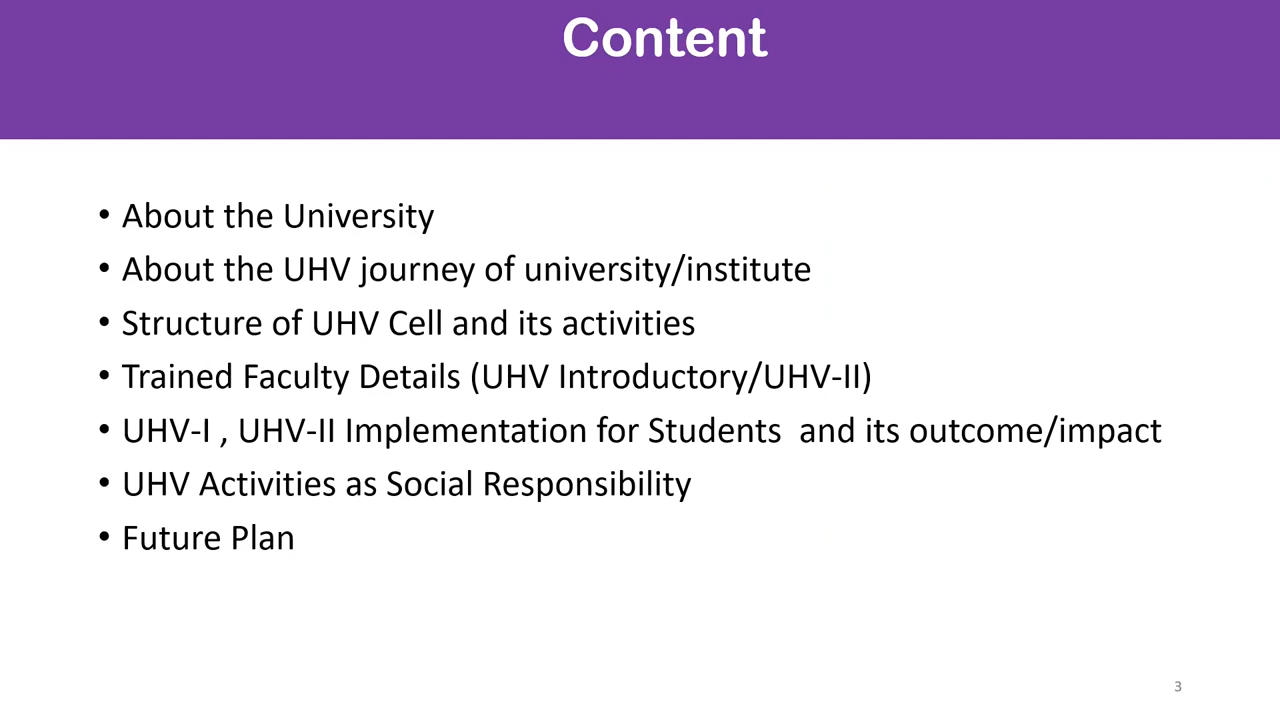 Content
• About the University
• About the UHV journey of university/institute
• Structure of UHV Cell and its activities
• Trained Faculty Details (UHV Introductory/UHV-II)
• UHV-I , UHV-II Implementation for Students  and its outcome/impact
• UHV Activities as Social Responsibility
• Future Plan
3